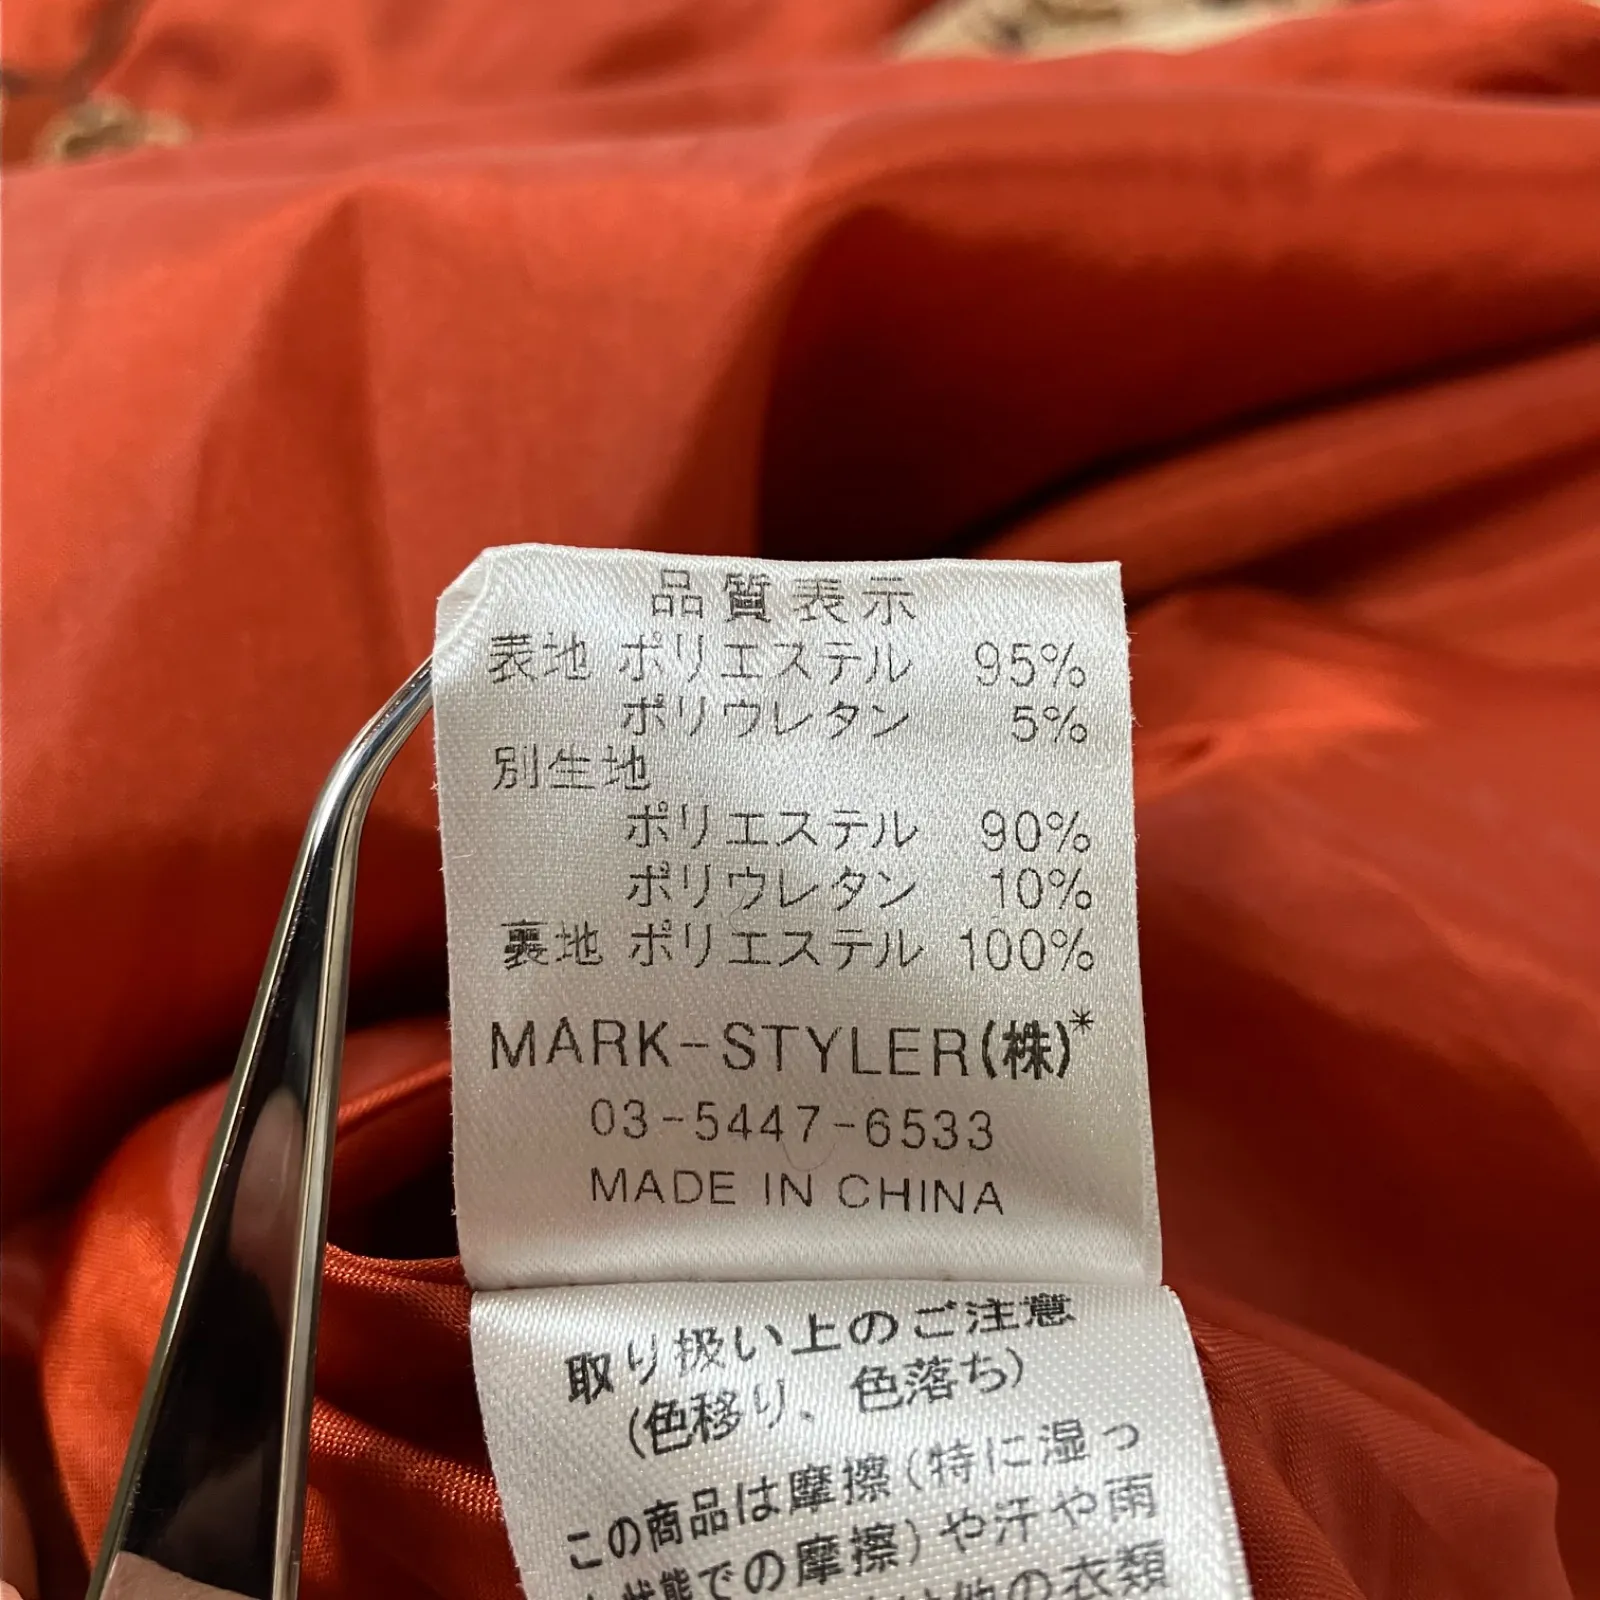 品質表示
表地 ポリエステル 95%
ポリウレタン 5%
別生地
ポリエステル 90%
ポリウレタン 10%
裏地 ポリエステル 100%
MARK-STYLER(株)*
03-5447-6533
MADE IN CHINA
取り扱い上のご注意
(色移り、色落ち)
この商品は摩擦(特に湿っ
状態での摩擦)や汗や雨
他の衣類